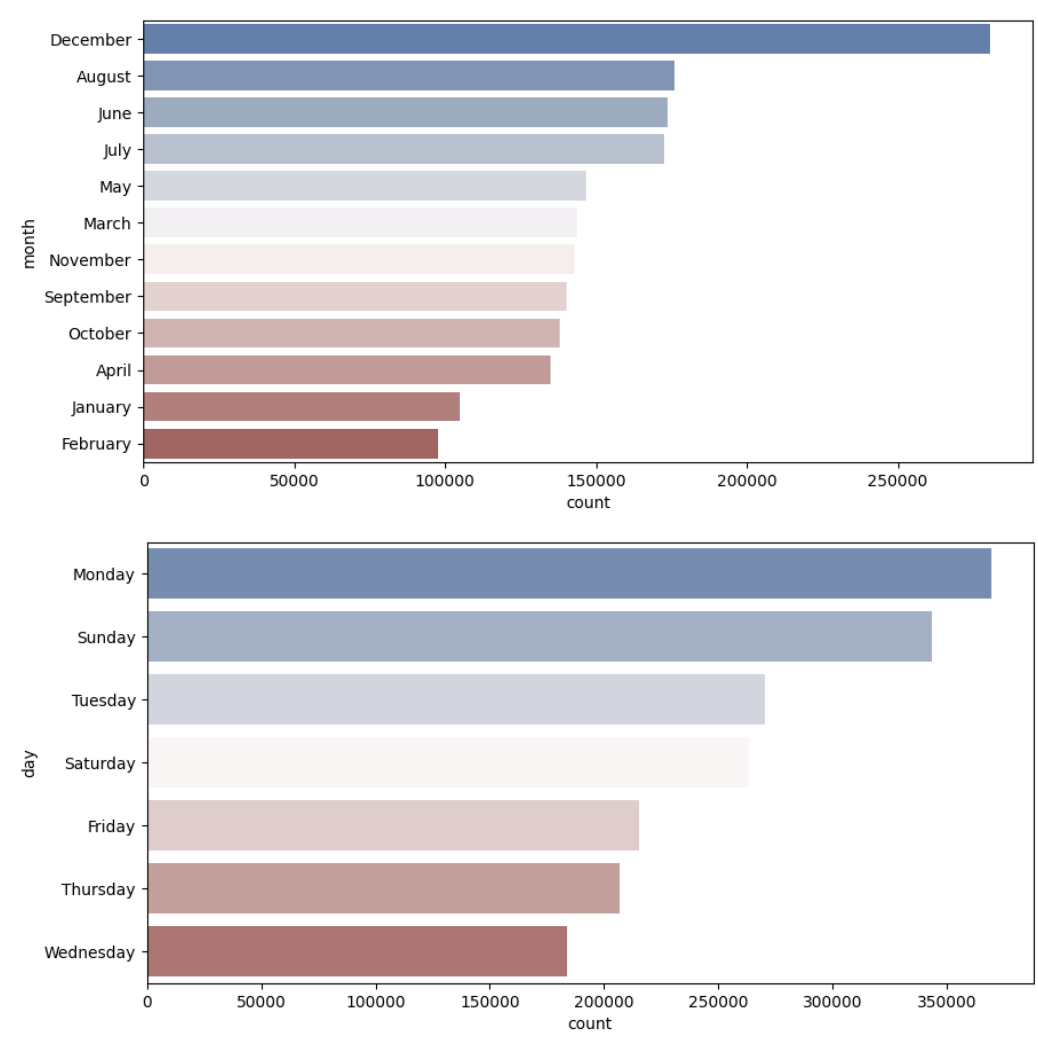 December
August
June
July
May
March
November
September
October
April
January
February
month
0 50000 100000 150000 200000 250000
count
Monday
Sunday
Tuesday
Saturday
Friday
Thursday
Wednesday
day
0 50000 100000 150000 200000 250000 300000 350000
count